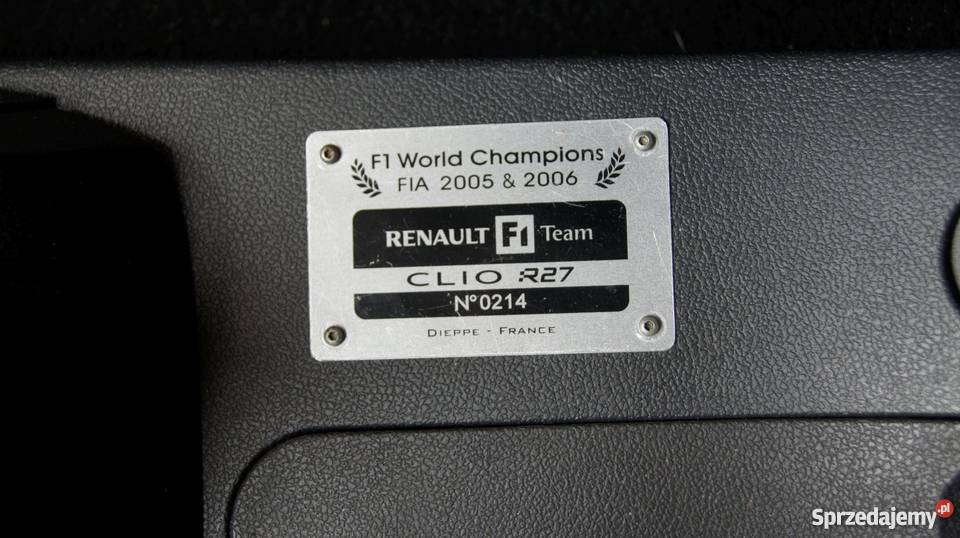 F1 World Champions
FIA 2005 & 2006
RENAULT F1 Team
CLIO R27
N°0214
DIEPPE - FRANCE
Sprzedajemy.pl